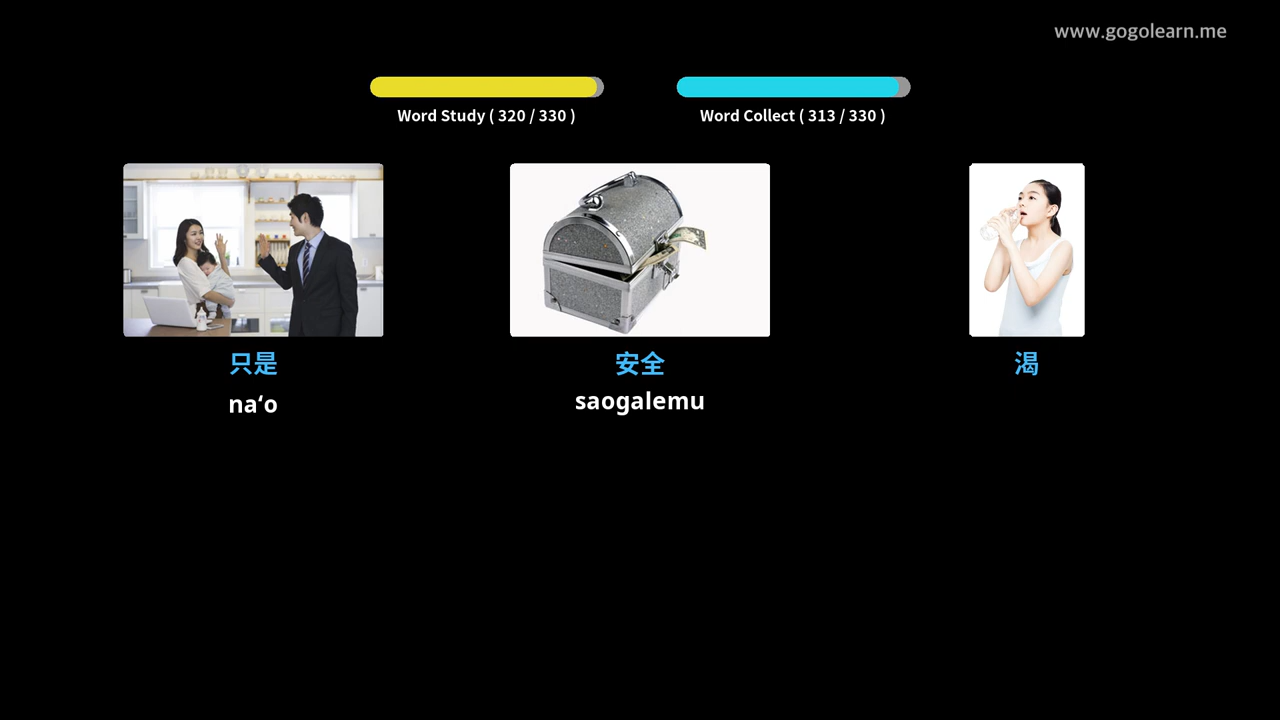 www.gogolearn.me
Word Study ( 320 / 330 )
Word Collect ( 313 / 330 )
只是
na‘o
安全
saogalemu
渴